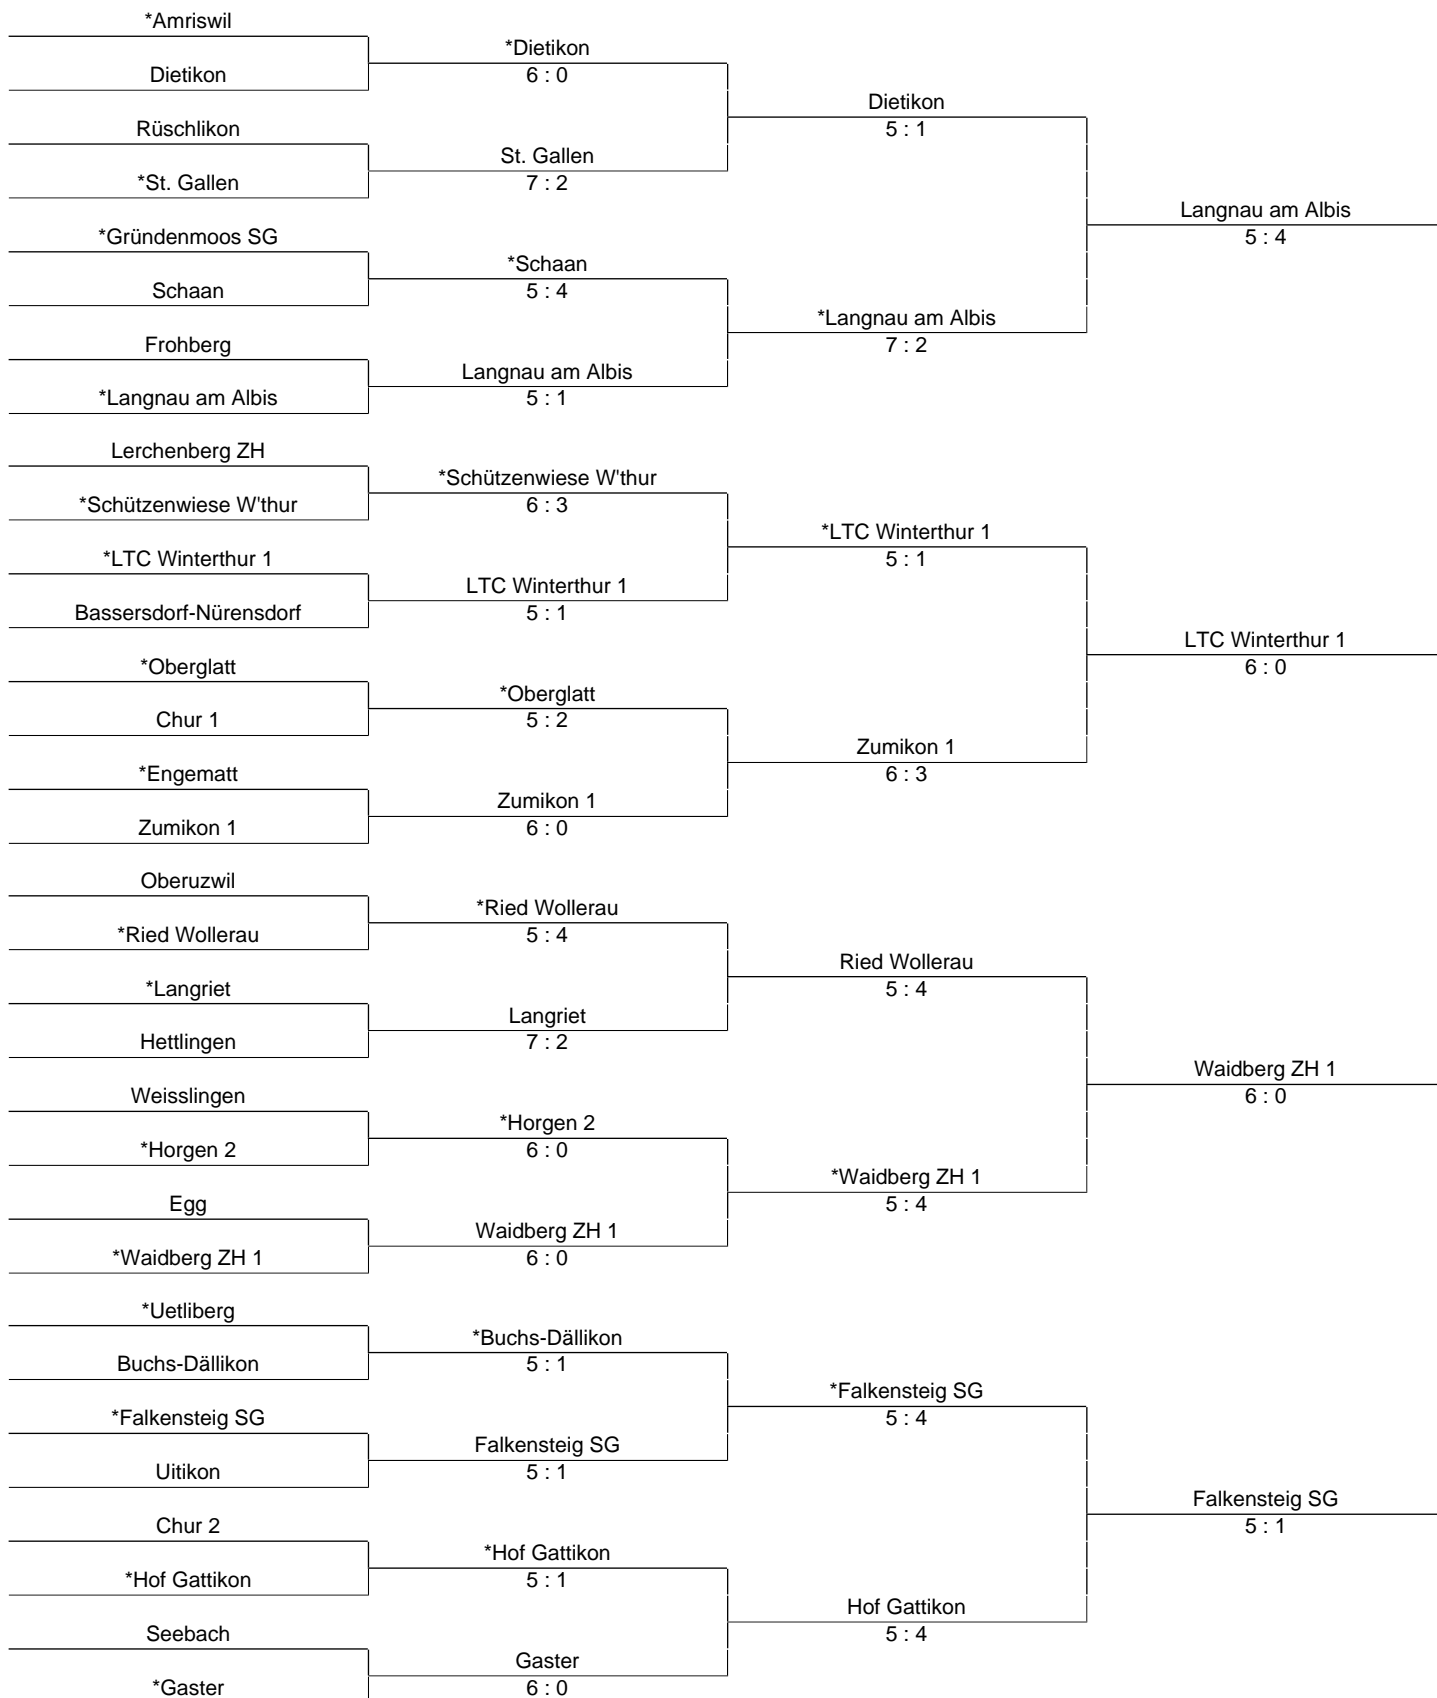 *Amriswil
Dietikon
Rüschlikon
*St. Gallen
*Gründenmoos SG
Schaan
Frohberg
*Langnau am Albis
Lerchenberg ZH
*Schützenwiese W'thur
*LTC Winterthur 1
Bassersdorf-Nürensdorf
*Oberglatt
Chur 1
*Engematt
Zumikon 1
Oberuzwil
*Ried Wollerau
*Langriet
Hettlingen
Weisslingen
*Horgen 2
Egg
*Waidberg ZH 1
*Uetliberg
Buchs-Dällikon
*Falkensteig SG
Uitikon
Chur 2
*Hof Gattikon
Seebach
*Gaster
*Dietikon
6 : 0
St. Gallen
7 : 2
*Schaan
5 : 4
Langnau am Albis
5 : 1
*Schützenwiese W'thur
6 : 3
LTC Winterthur 1
5 : 1
*Oberglatt
5 : 2
Zumikon 1
6 : 0
*Ried Wollerau
5 : 4
Langriet
7 : 2
*Horgen 2
6 : 0
Waidberg ZH 1
6 : 0
*Buchs-Dällikon
5 : 1
Falkensteig SG
5 : 1
*Hof Gattikon
5 : 1
Gaster
6 : 0
Dietikon
5 : 1
*Langnau am Albis
7 : 2
*LTC Winterthur 1
5 : 1
Zumikon 1
6 : 3
Ried Wollerau
5 : 4
*Waidberg ZH 1
5 : 4
*Falkensteig SG
5 : 4
Hof Gattikon
5 : 4
Langnau am Albis
5 : 4
LTC Winterthur 1
6 : 0
Waidberg ZH 1
6 : 0
Falkensteig SG
5 : 1